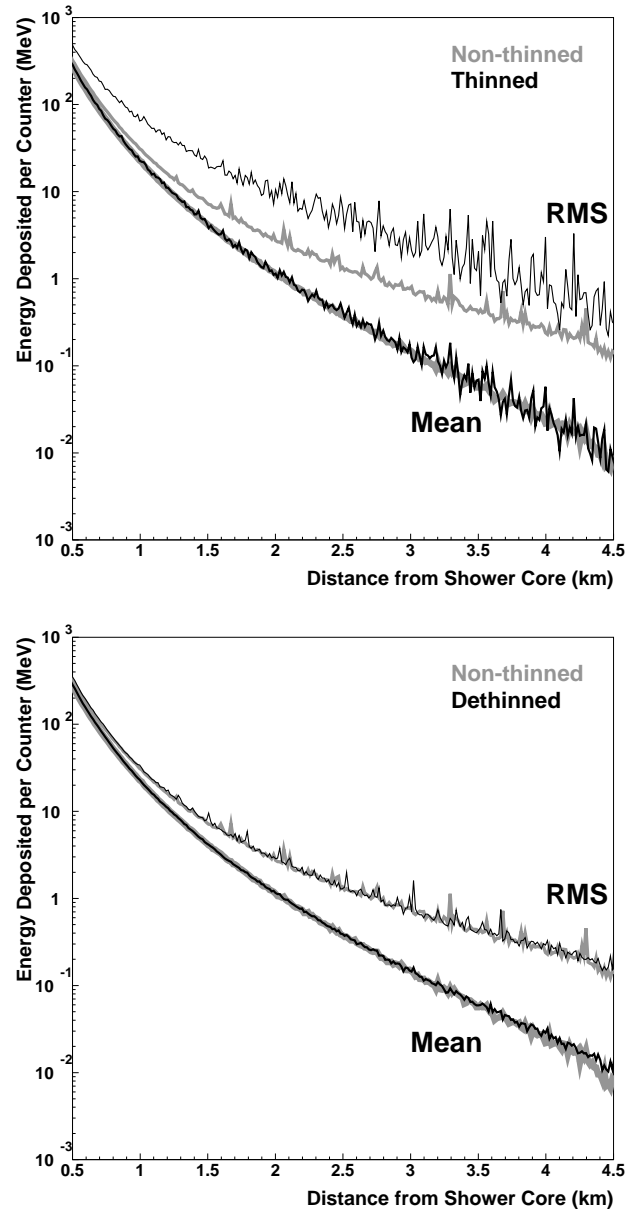 Energy Deposited per Counter (MeV)
10 3
10 2
10
1
10 -1
10 -2
10 -3
Non-thinned
Thinned
RMS
Mean
0.5 1 1.5 2 2.5 3 3.5 4 4.5
Distance from Shower Core (km)
Energy Deposited per Counter (MeV)
10 3
10 2
10
1
10 -1
10 -2
10 -3
Non-thinned
Dethinned
RMS
Mean
0.5 1 1.5 2 2.5 3 3.5 4 4.5
Distance from Shower Core (km)